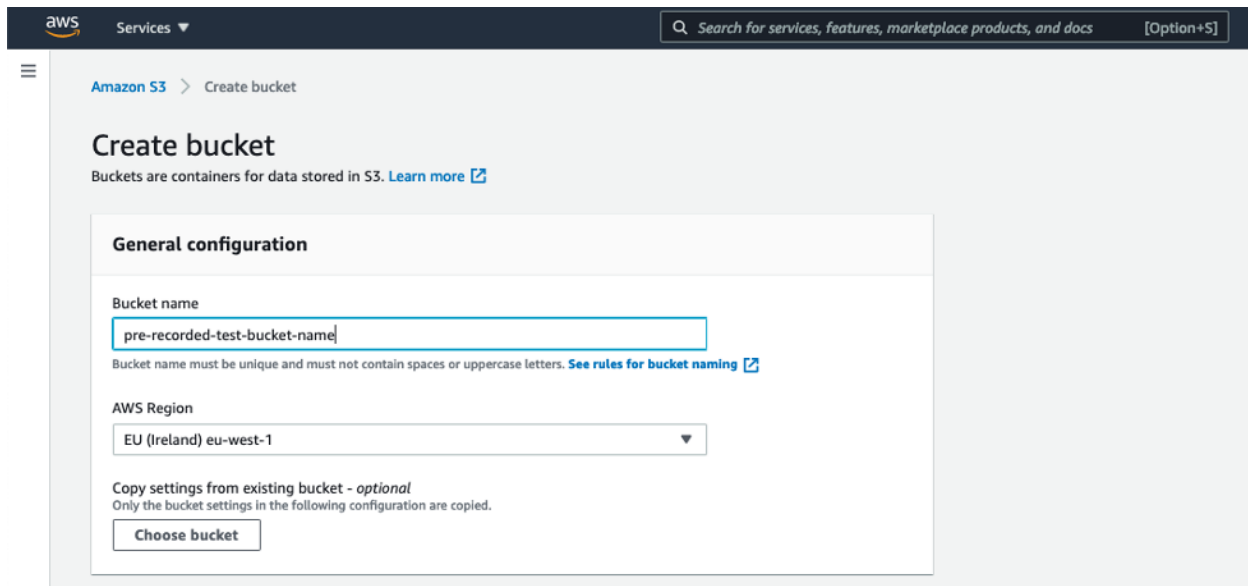 aws Services ▼ Search for services, features, marketplace products, and docs [Option+S]
Amazon S3 > Create bucket
Create bucket
Buckets are containers for data stored in S3. Learn more
General configuration
Bucket name
pre-recorded-test-bucket-name
Bucket name must be unique and must not contain spaces or uppercase letters. See rules for bucket naming
AWS Region
EU (Ireland) eu-west-1
Copy settings from existing bucket - optional
Only the bucket settings in the following configuration are copied.
Choose bucket